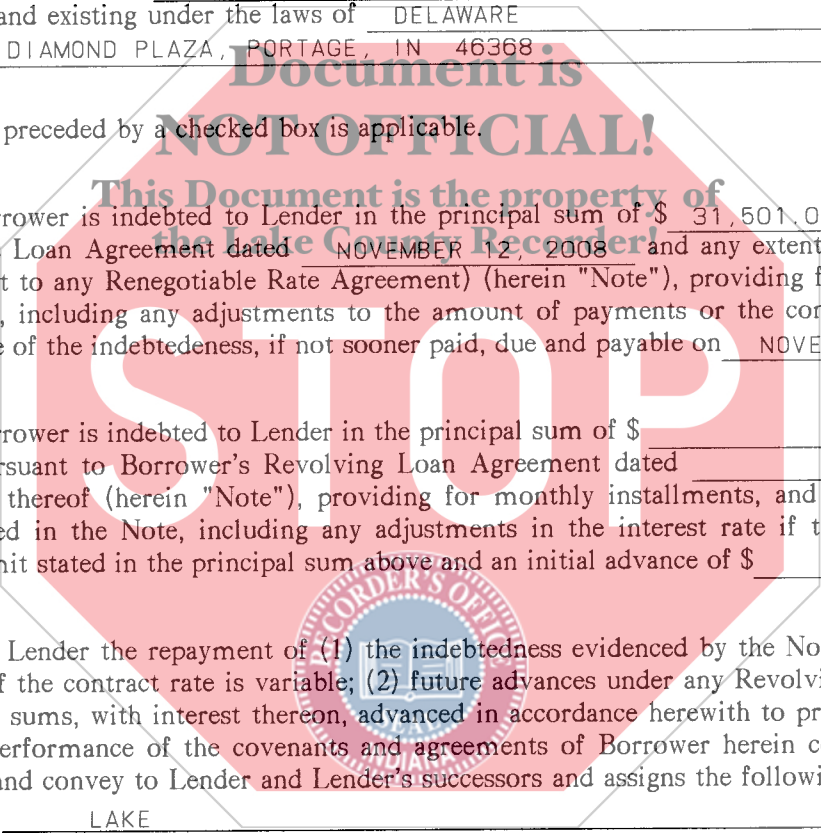 and existing under the laws of DELAWARE
DIAMOND PLAZA, PORTAGE, IN 46368
Document is
preceded by a checked box is applicable.
NOT OFFICIAL!
This Document is the property of
rrower is indebted to Lender in the principal sum of $ 31,501.0
the Lake County Recorder!
Loan Agreement dated NOVEMBER 12, 2008 and any extent
t to any Renegotiable Rate Agreement) (herein "Note"), providing f
, including any adjustments to the amount of payments or the con
e of the indebtedeness, if not sooner paid, due and payable on NOVE
STOP
rrower is indebted to Lender in the principal sum of $
rsuant to Borrower's Revolving Loan Agreement dated
thereof (herein "Note"), providing for monthly installments, and
ed in the Note, including any adjustments in the interest rate if t
nit stated in the principal sum above and an initial advance of $
RECORDER'S OFFICE
Lender the repayment of (1) the indebtedness evidenced by the No
f the contract rate is variable; (2) future advances under any Revolvi
sums, with interest thereon, advanced in accordance herewith to pr
SEAL
erformance of the covenants and agreements of Borrower herein c
INDIANA
and convey to Lender and Lender's successors and assigns the followi
LAKE